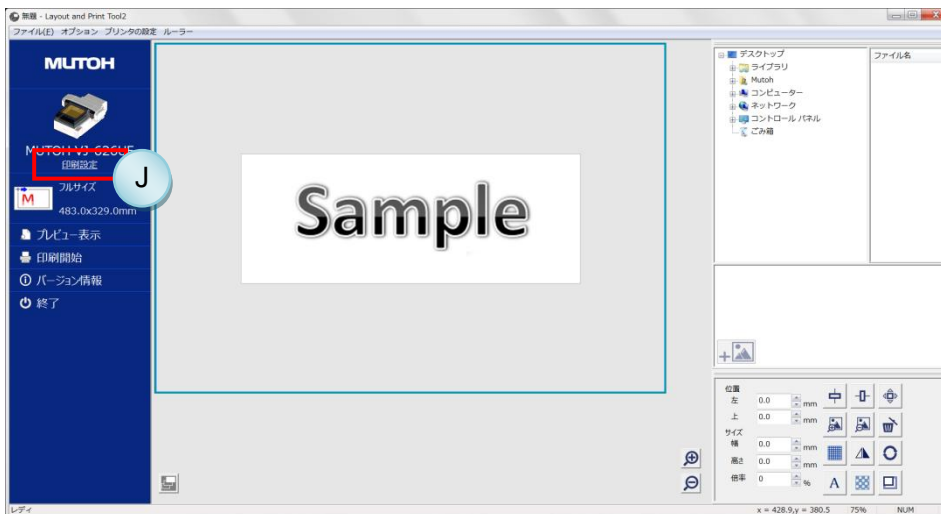 無題 - Layout and Print Tool2
ファイル(F) オプション プリンタの設定 ルーラー
MUTOH
MUTOH VJ-626UF
印刷設定
J
M
フルサイズ
483.0x329.0mm
プレビュー表示
印刷開始
バージョン情報
終了
Sample
デスクトップ
ライブラリ
Mutoh
コンピューター
ネットワーク
コントロール パネル
ごみ箱
ファイル名
位置
左 0.0 mm
上 0.0 mm
サイズ
幅 0.0 mm
高さ 0.0 mm
倍率 0 %
A
レディ
x = 428.9,y = 380.5 75% NUM